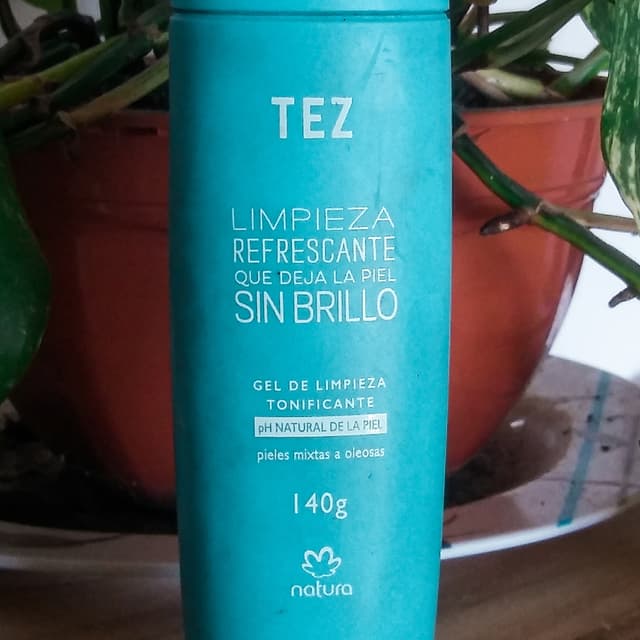 TEZ
LIMPIEZA
REFRESCANTE
QUE DEJA LA PIEL
SIN BRILLO
GEL DE LIMPIEZA
TONIFICANTE
pH NATURAL DE LA PIEL
pieles mixtas a oleosas
140g
natura